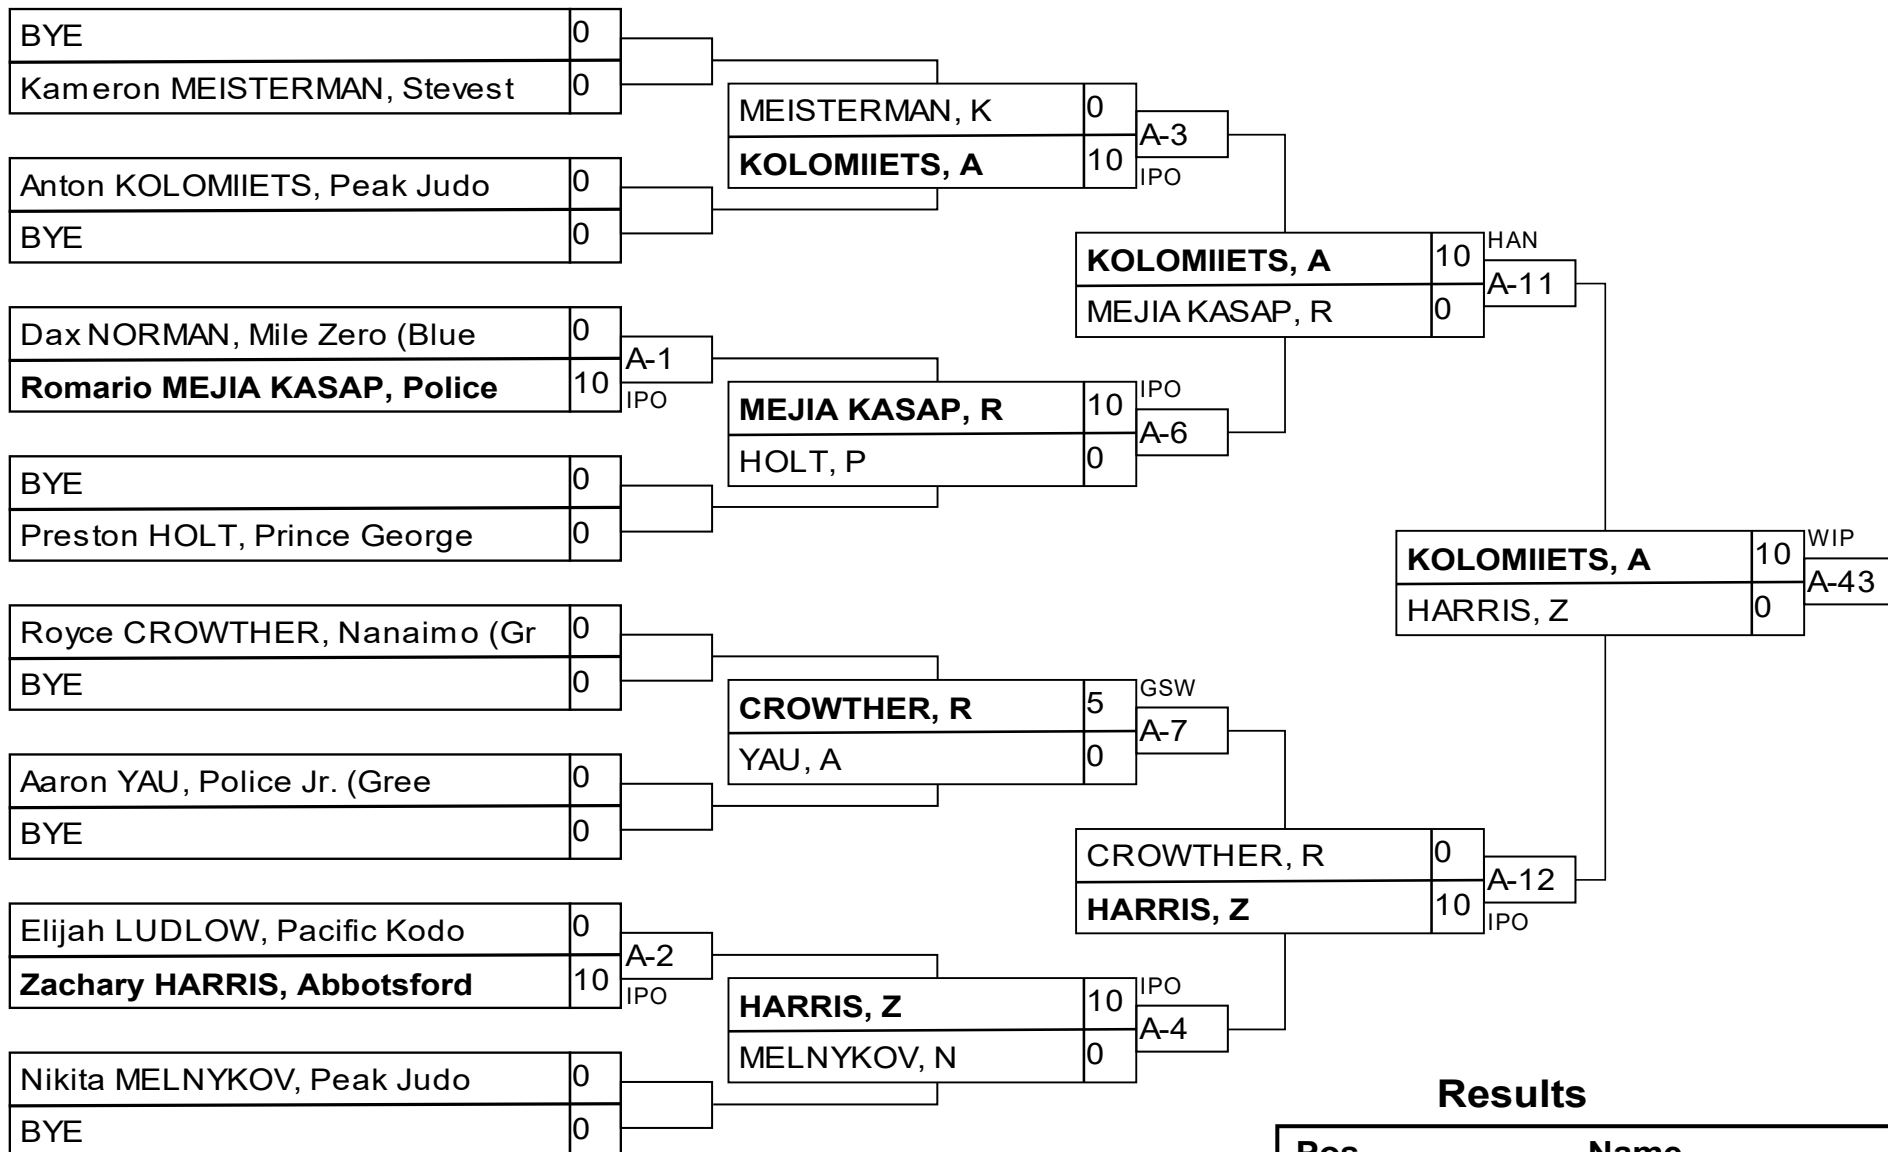 BYE 0
Kameron MEISTERMAN, Stevest 0
Anton KOLOMIIETS, Peak Judo 0
BYE 0
Dax NORMAN, Mile Zero (Blue 0
Romario MEJIA KASAP, Police 10
A-1
IPO
BYE 0
Preston HOLT, Prince George 0
Royce CROWTHER, Nanaimo (Gr 0
BYE 0
Aaron YAU, Police Jr. (Gree 0
BYE 0
Elijah LUDLOW, Pacific Kodo 0
Zachary HARRIS, Abbotsford 10
A-2
IPO
Nikita MELNYKOV, Peak Judo 0
BYE 0
MEISTERMAN, K 0
KOLOMIIETS, A 10
A-3
IPO
MEJIA KASAP, R 10
HOLT, P 0
IPO
A-6
CROWTHER, R 5
YAU, A 0
GSW
A-7
HARRIS, Z 10
MELNYKOV, N 0
IPO
A-4
KOLOMIIETS, A 10
MEJIA KASAP, R 0
HAN
A-11
CROWTHER, R 0
HARRIS, Z 10
A-12
IPO
KOLOMIIETS, A 10
HARRIS, Z 0
WIP
A-43
Results
Pos Name